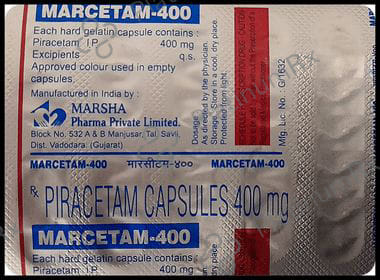 MARCETAM-400
Each hard gelatin capsule contains :
Piracetam I.P. 400 mg
Excipients q.s.
Approved colour used in empty
capsules.
Manufactured in India by :
MARSHA
Pharma Private Limited.
Block No. 532 A & B Manjusar, Tal. Savli,
Dist. Vadodara. (Gujarat)
Dosage :
As directed by the physician.
Storage : Store in a cool, dry place.
Protected from light.
Mfg. Lic. No. : G/1632
MARCETAM-400 मारसीटम-४०० MARCETAM-400
Rx PIRACETAM CAPSULES 400 mg
MARCETAM-400
Each hard gelatin capsule contains :
Piracetam I.P. 400 mg